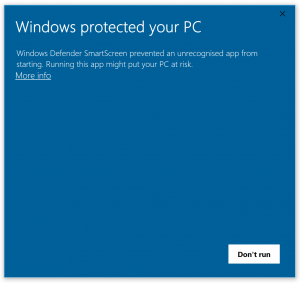 Windows protected your PC
Windows Defender SmartScreen prevented an unrecognised app from
starting. Running this app might put your PC at risk.
More info
Don't run